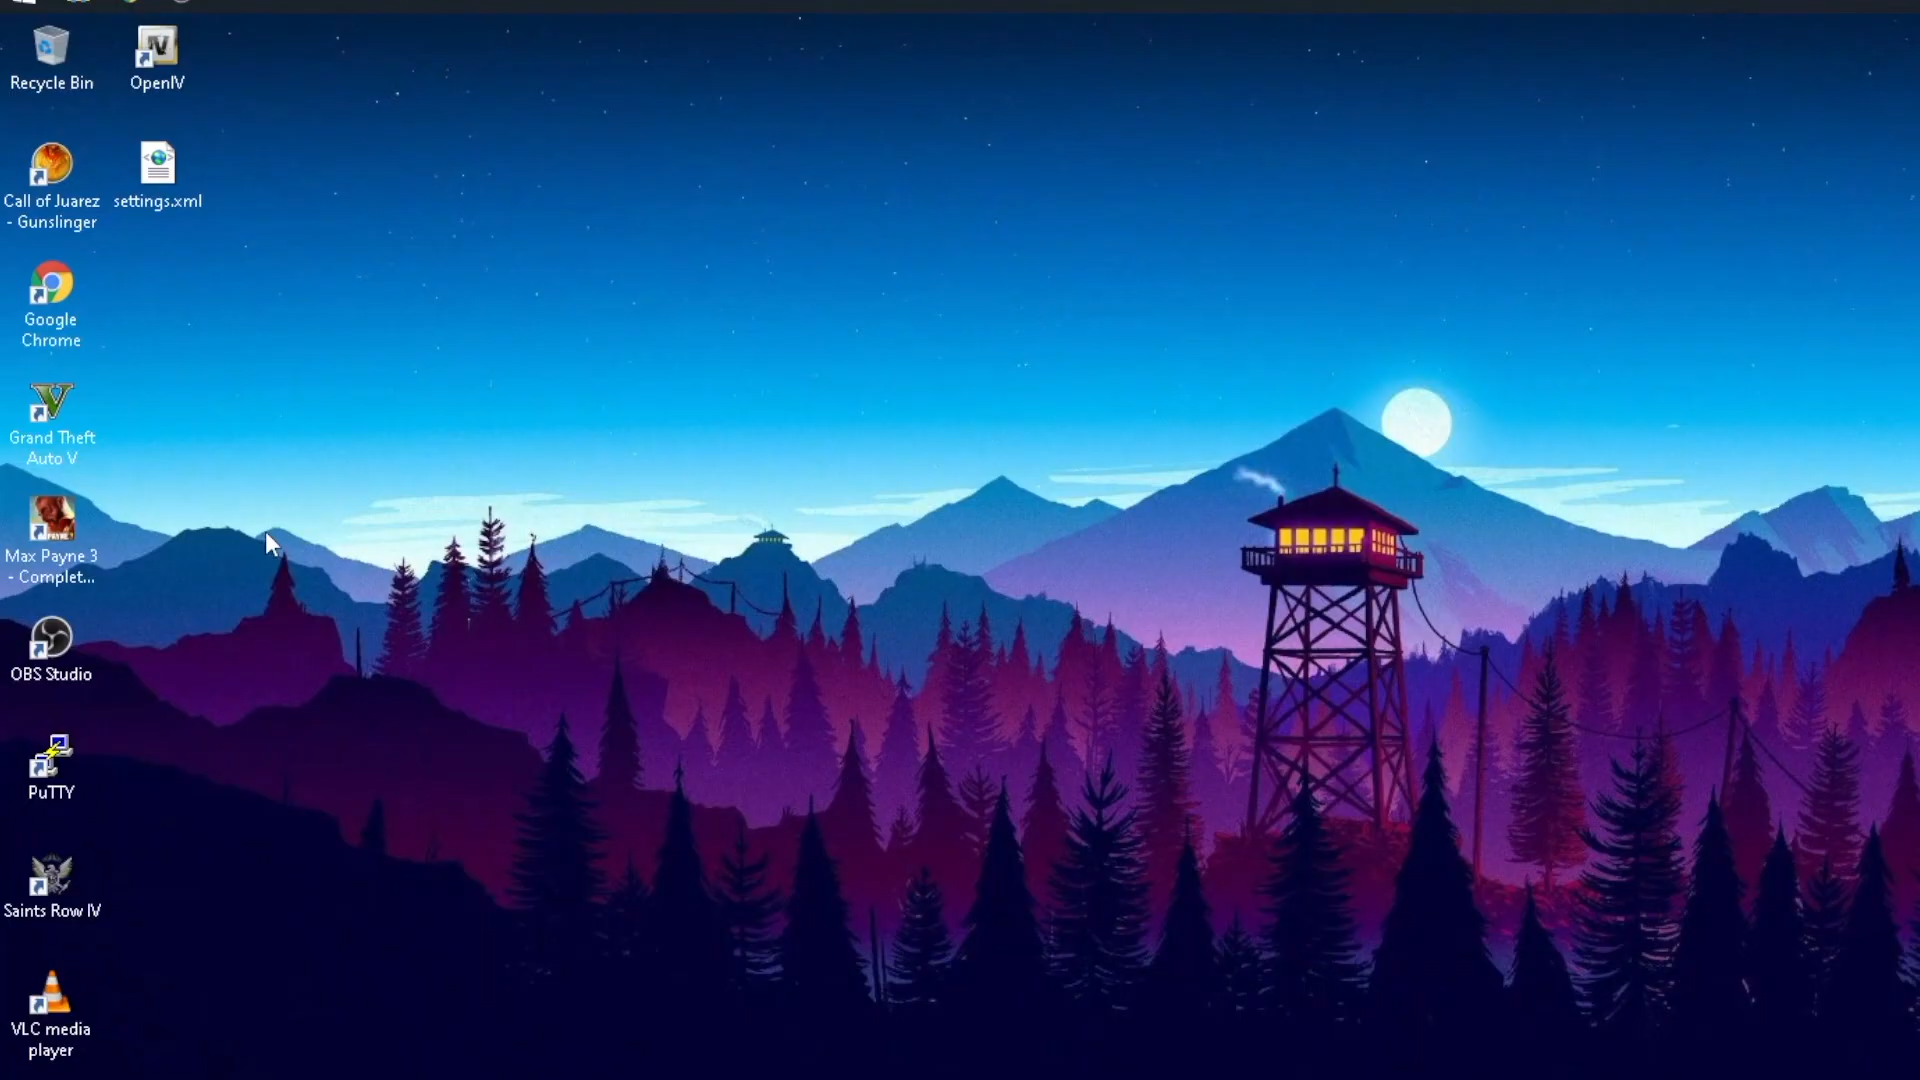 Recycle Bin
OpenIV
Call of Juarez
- Gunslinger
settings.xml
Google
Chrome
Grand Theft
Auto V
Max Payne 3
- Complet...
OBS Studio
PuTTY
Saints Row IV
VLC media
player